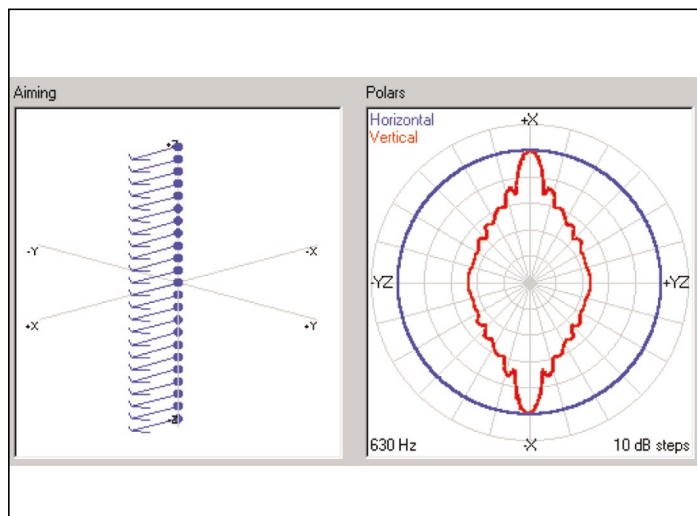 Aiming
+Z
-Y
-X
+X
+Y
-Z
Polars
Horizontal
Vertical
+X
-YZ
+YZ
-X
630 Hz
10 dB steps